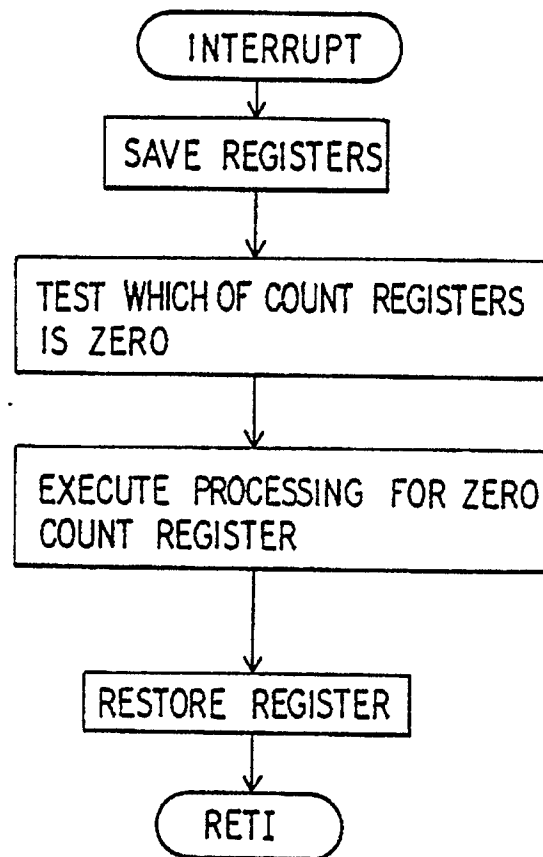 INTERRUPT
SAVE REGISTERS
TEST WHICH OF COUNT REGISTERS
IS ZERO
EXECUTE PROCESSING FOR ZERO
COUNT REGISTER
RESTORE REGISTER
RETI